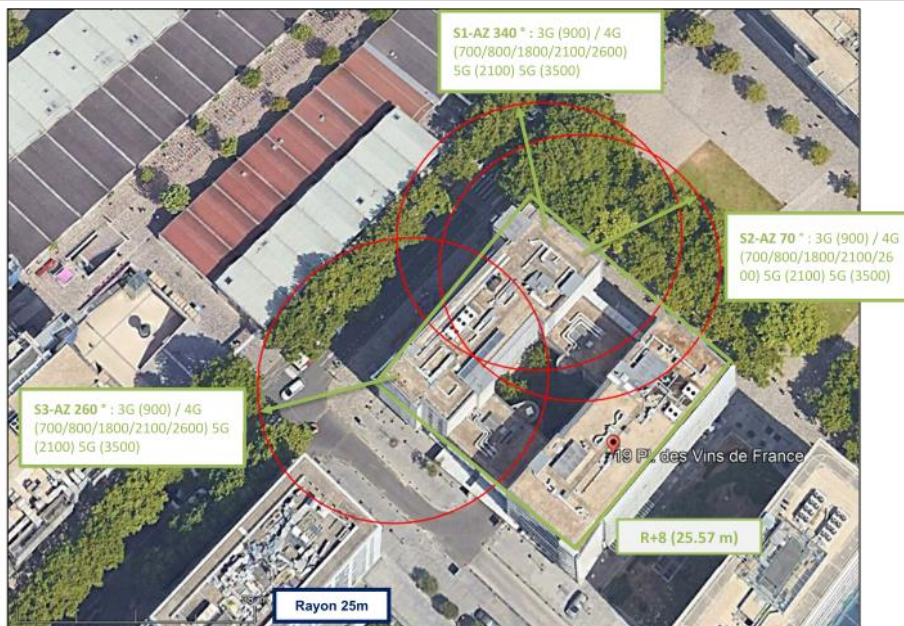 S1-AZ 340 ° : 3G (900) / 4G
(700/800/1800/2100/2600)
5G (2100) 5G (3500)
S2-AZ 70 ° : 3G (900) / 4G
(700/800/1800/2100/26
00) 5G (2100) 5G (3500)
S3-AZ 260 ° : 3G (900) / 4G
(700/800/1800/2100/2600) 5G
(2100) 5G (3500)
19 Pl. des Vins de France
R+8 (25.57 m)
Rayon 25m